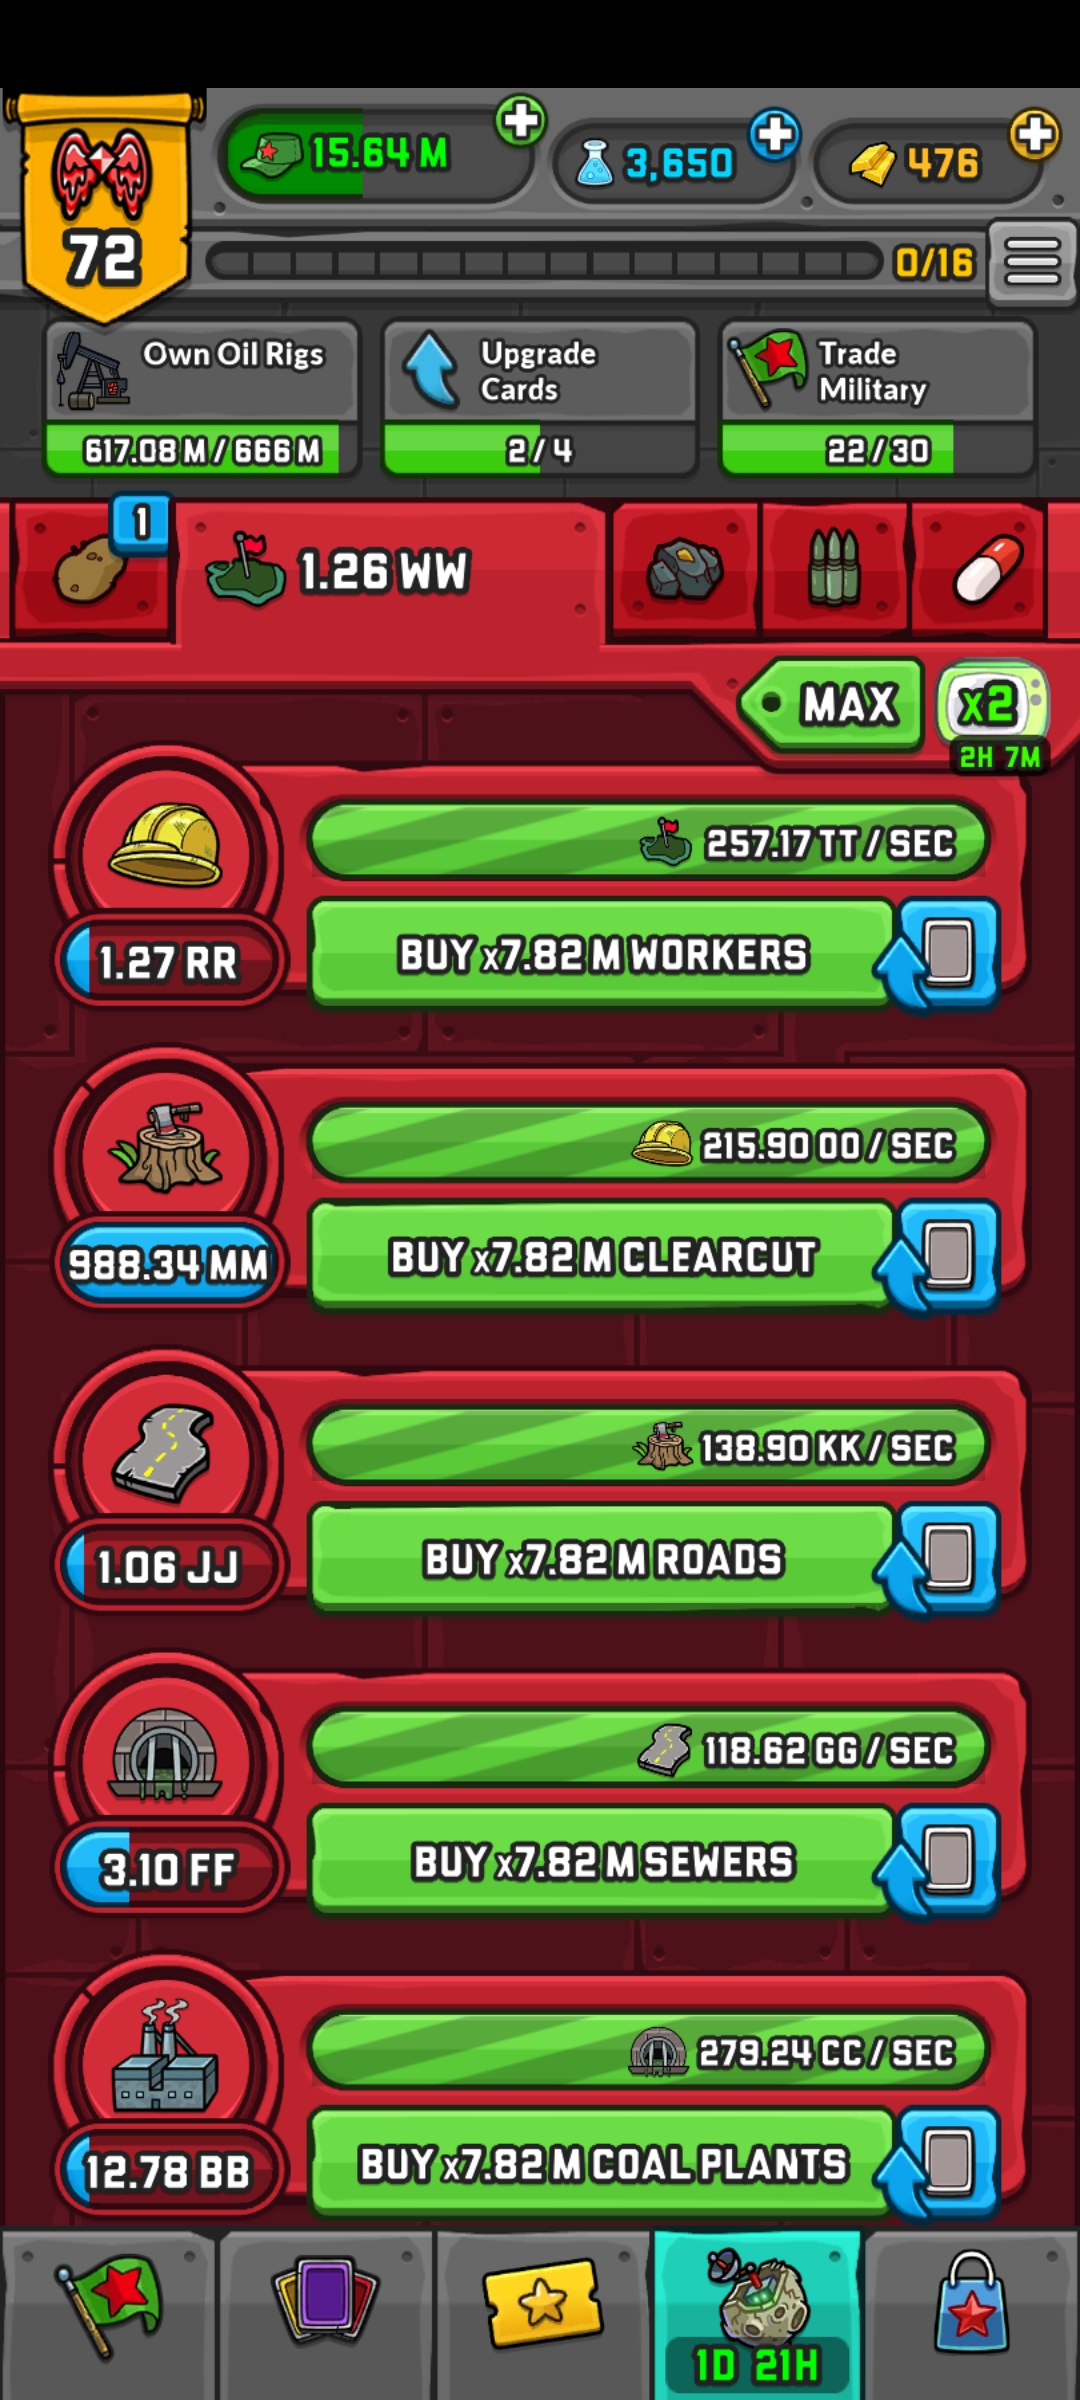 15.64 M
3,650
476
72
0/16
Own Oil Rigs
617.08 M / 666 M
Upgrade
Cards
2 / 4
Trade
Military
22 / 30
1
1.26 WW
MAX
x2
2H 7M
257.17 TT / SEC
1.27 RR
BUY x7.82 M WORKERS
215.90 OO / SEC
988.34 MM
BUY x7.82 M CLEARCUT
138.90 KK / SEC
1.06 JJ
BUY x7.82 M ROADS
118.62 GG / SEC
3.10 FF
BUY x7.82 M SEWERS
279.24 CC / SEC
12.78 BB
BUY x7.82 M COAL PLANTS
1D 21H